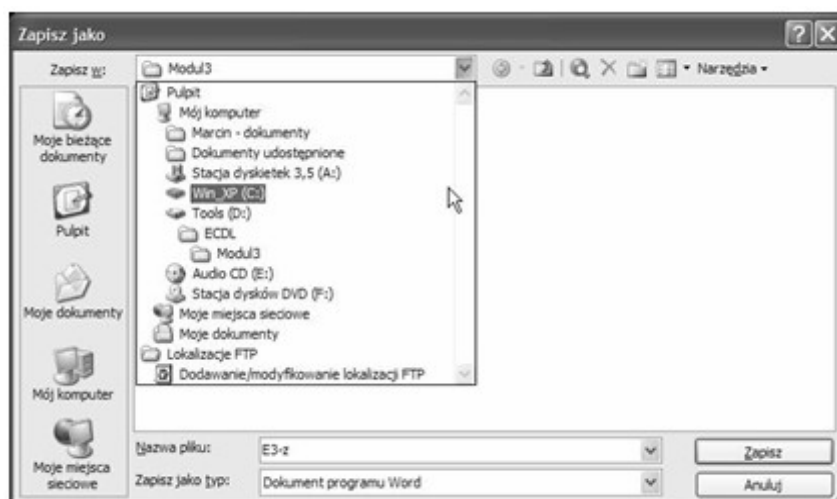 Zapisz jako
Zapisz w:
Modul3
Narzędzia
Pulpit
Mój komputer
Marcin - dokumenty
Dokumenty udostępnione
Stacja dyskietek 3,5 (A:)
Win_XP (C:)
Tools (D:)
ECDL
Modul3
Audio CD (E:)
Stacja dysków DVD (F:)
Moje miejsca sieciowe
Moje dokumenty
Lokalizacje FTP
Dodawanie/modyfikowanie lokalizacji FTP
Moje bieżące
dokumenty
Pulpit
Moje dokumenty
Mój komputer
Moje miejsca
sieciowe
Nazwa pliku:
E3-z
Zapisz
Zapisz jako typ:
Dokument programu Word
Anuluj